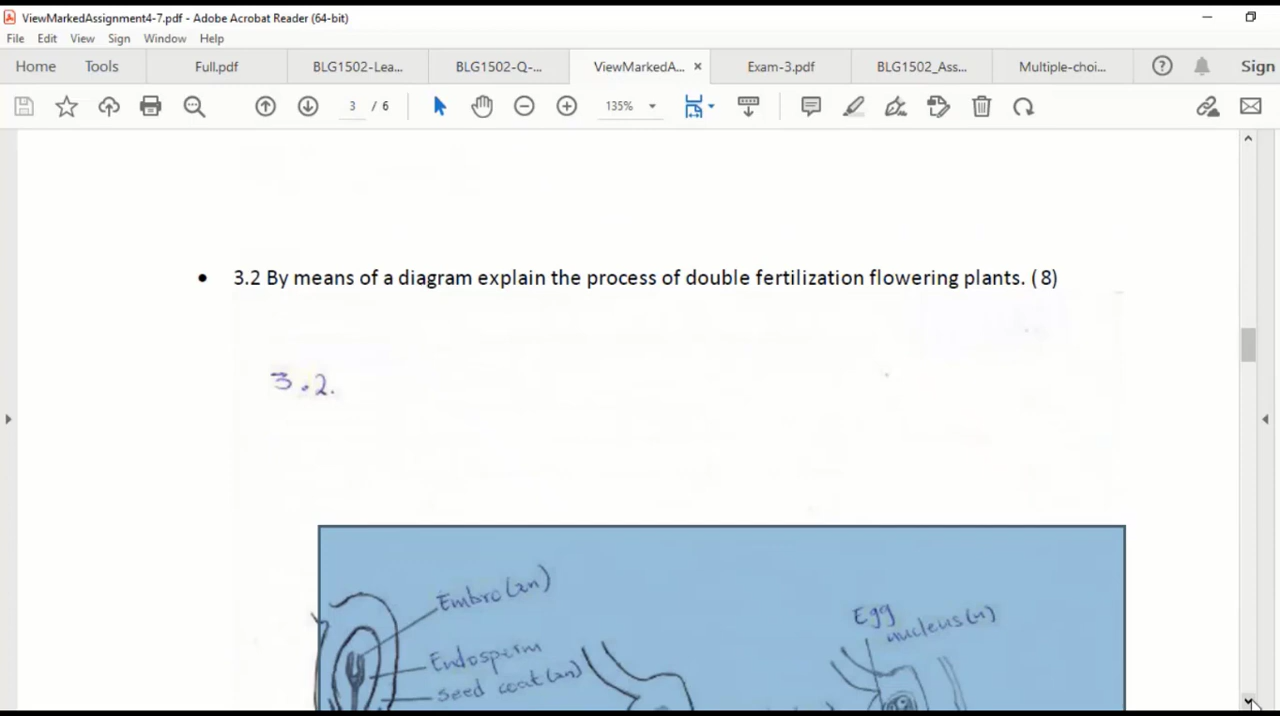 ViewMarkedAssignment4-7.pdf - Adobe Acrobat Reader (64-bit)
File Edit View Sign Window Help
Home Tools Full.pdf BLG1502-Lea... BLG1502-Q-... ViewMarkedA... × Exam-3.pdf BLG1502_Ass... Multiple-choi... Sign
3 / 6 135%
• 3.2 By means of a diagram explain the process of double fertilization flowering plants. ( 8)
3.2.
Embro(2n)
Egg
nucleus(n)
Endosperm
seed coat(2n)